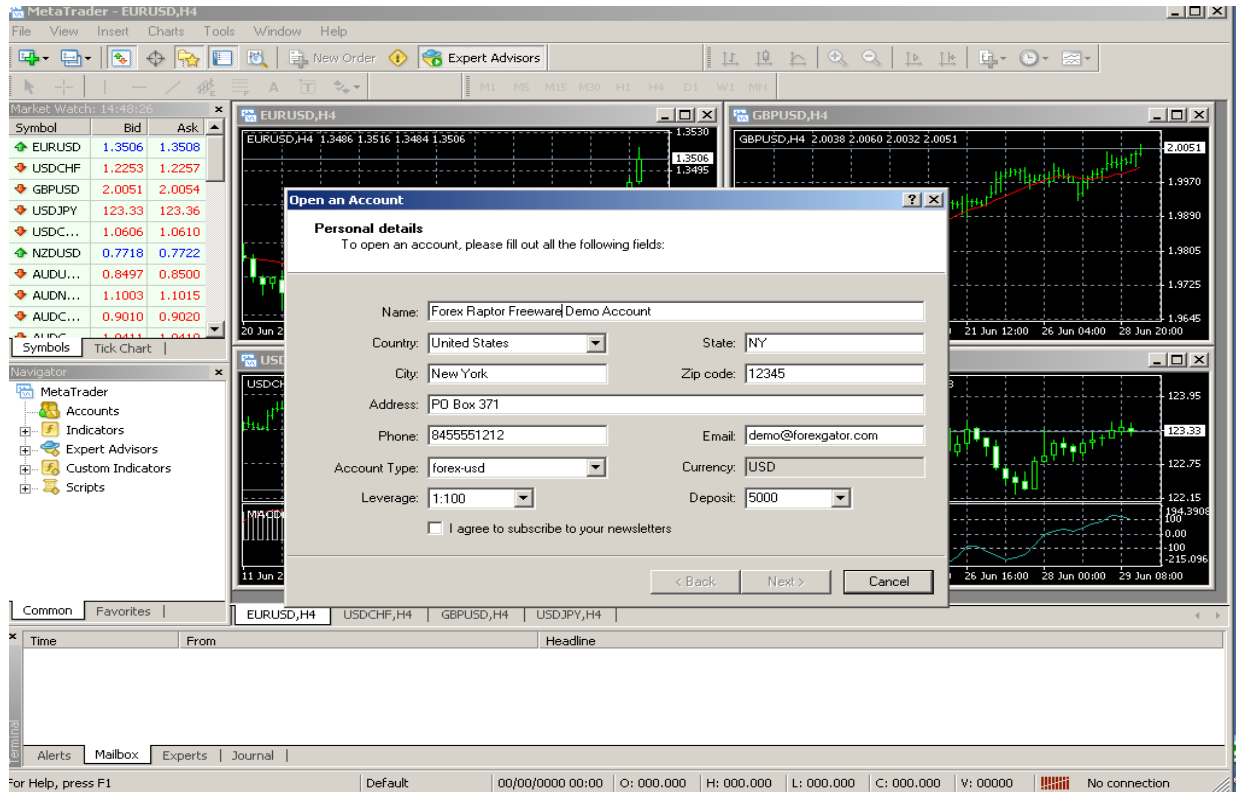 MetaTrader - EURUSD,H4
File View Insert Charts Tools Window Help
New Order Expert Advisors
A T
M1 M5 M15 M30 H1 H4 D1 W1 MN
Market Watch: 14:48:26
Symbol Bid Ask
EURUSD 1.3506 1.3508
USDCHF 1.2253 1.2257
GBPUSD 2.0051 2.0054
USDJPY 123.33 123.36
USDC... 1.0606 1.0610
NZDUSD 0.7718 0.7722
AUDU... 0.8497 0.8500
AUDN... 1.1003 1.1015
AUDC... 0.9010 0.9020
Symbols Tick Chart
Navigator
MetaTrader
Accounts
Indicators
Expert Advisors
Custom Indicators
Scripts
Common Favorites
EURUSD,H4
EURUSD,H4 1.3486 1.3516 1.3484 1.3506
1.3530
1.3506
1.3495
20 Jun 2
GBPUSD,H4
GBPUSD,H4 2.0038 2.0060 2.0032 2.0051
2.0051
1.9970
1.9890
1.9805
1.9725
1.9645
21 Jun 12:00 26 Jun 04:00 28 Jun 20:00
USD
USDCH
MACD
11 Jun 2
123.95
123.33
122.75
122.15
194.3908
100
0.00
-100
-215.096
26 Jun 16:00 28 Jun 00:00 29 Jun 08:00
Open an Account
Personal details
To open an account, please fill out all the following fields:
Name: Forex Raptor Freeware Demo Account
Country: United States State: NY
City: New York Zip code: 12345
Address: PO Box 371
Phone: 8455551212 Email: demo@forexgator.com
Account Type: forex-usd Currency: USD
Leverage: 1:100 Deposit: 5000
I agree to subscribe to your newsletters
< Back Next > Cancel
EURUSD,H4 USDCHF,H4 GBPUSD,H4 USDJPY,H4
Time From Headline
Terminal
Alerts Mailbox Experts Journal
For Help, press F1 Default 00/00/0000 00:00 O: 000.000 H: 000.000 L: 000.000 C: 000.000 V: 00000 No connection